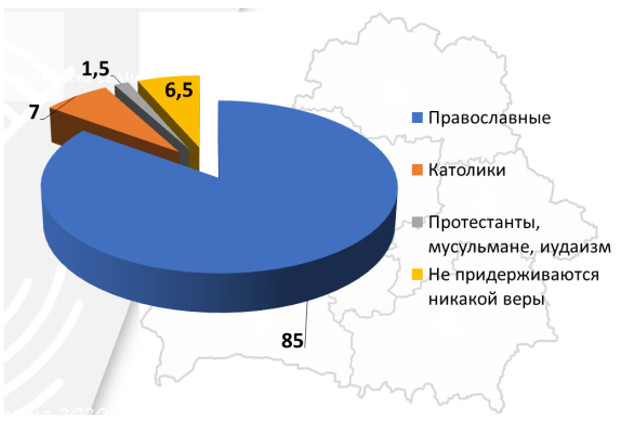 1,5
6,5
7
85
Православные
Католики
Протестанты,
мусульмане, иудаизм
Не придерживаются
никакой веры